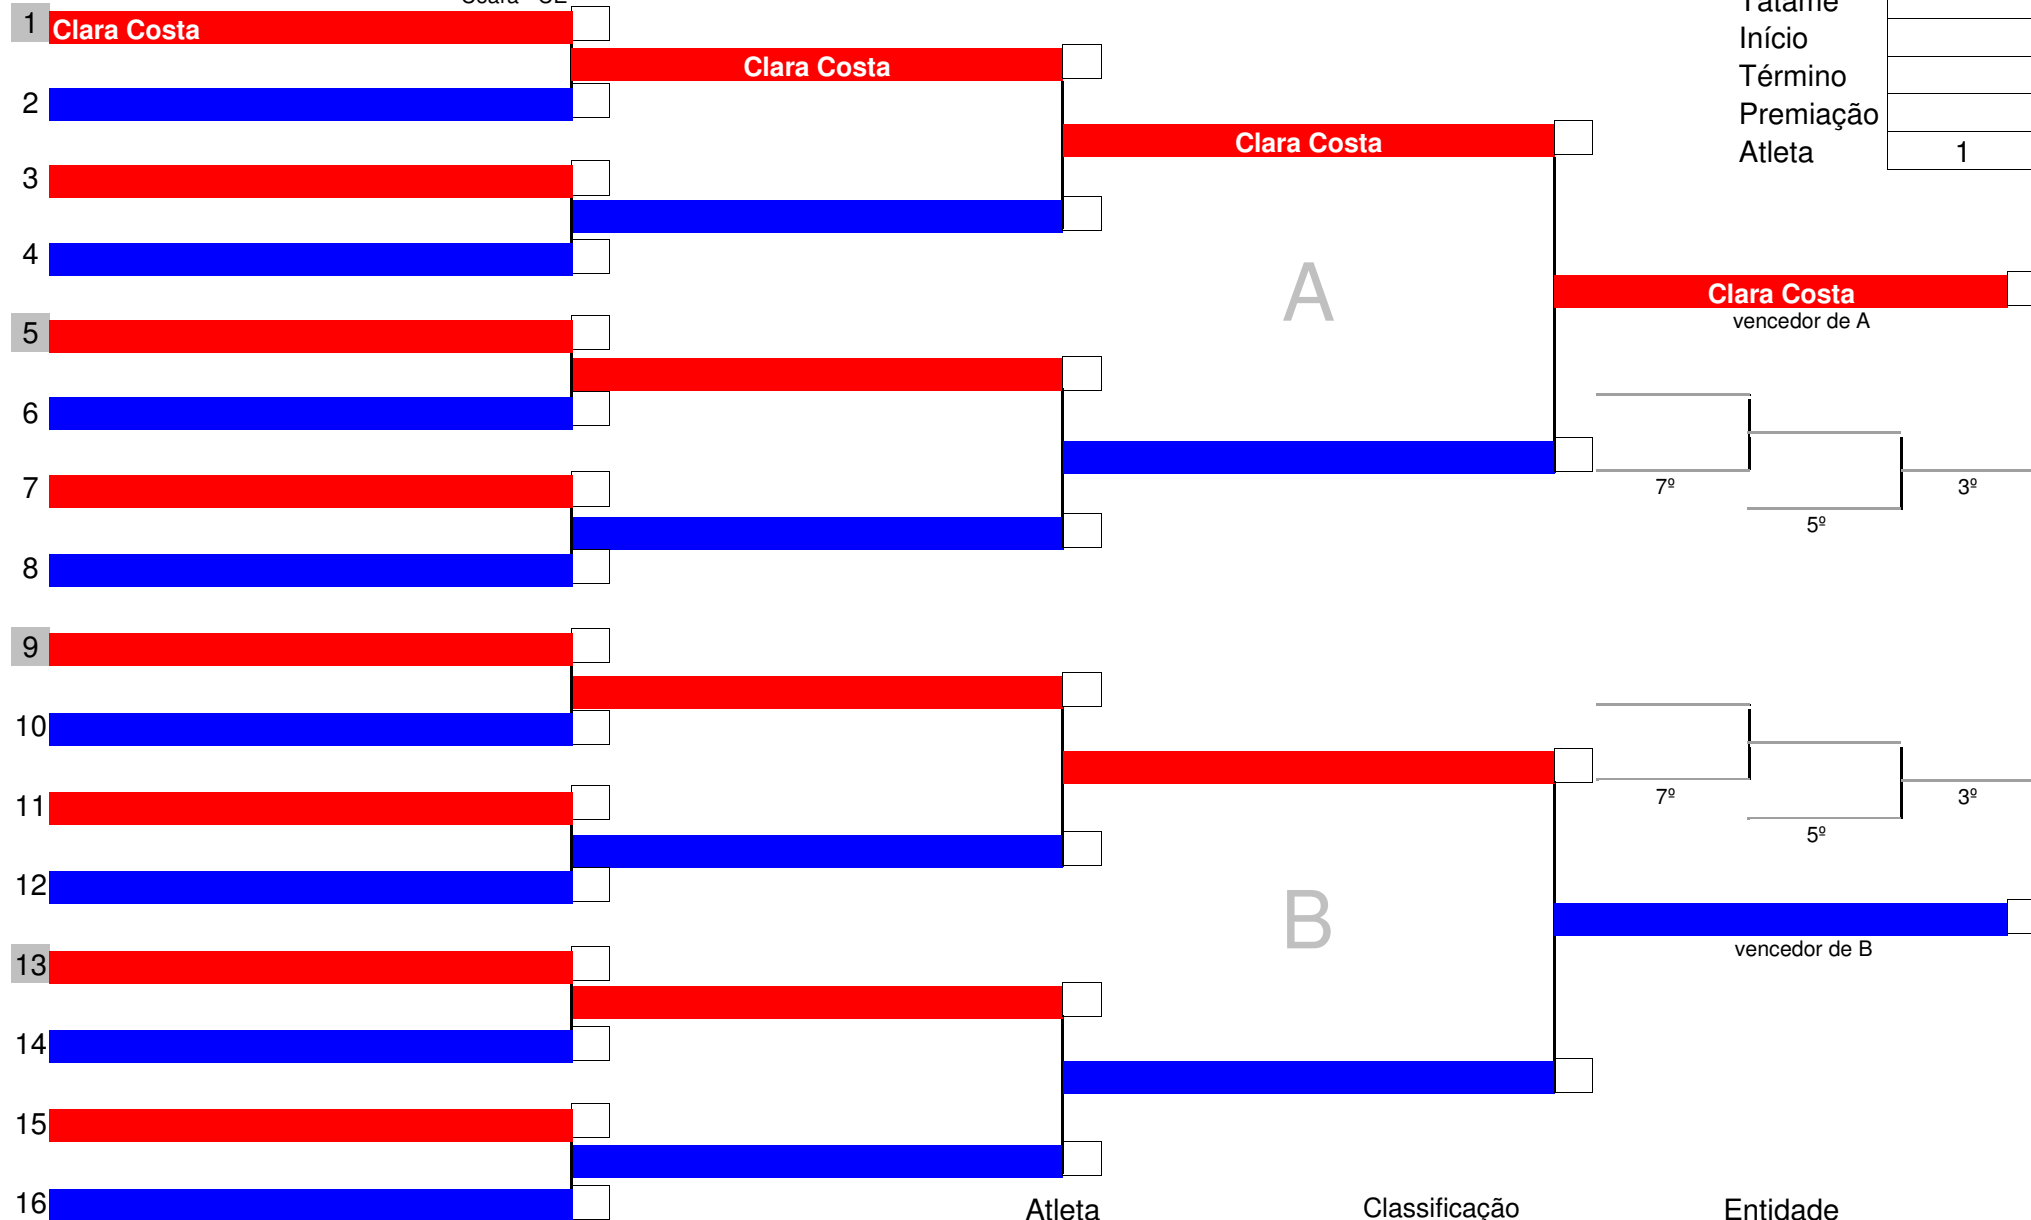 1 Clara Costa
Clara Costa
2
Clara Costa
3
4
5
6
7
8
A
Clara Costa
vencedor de A
7º
5º
3º
9
10
11
12
13
14
15
16
B
7º
5º
3º
vencedor de B
Tatame
Início
Término
Premiação
Atleta 1
Atleta Classificação Entidade